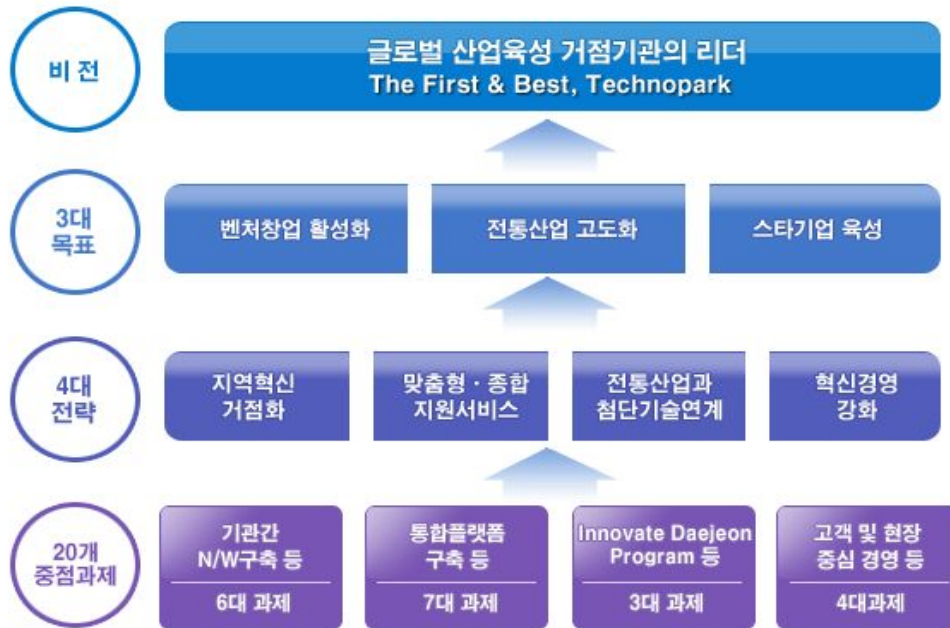 비 전
글로벌 산업육성 거점기관의 리더
The First & Best, Technopark
3대
목표
벤처창업 활성화
전통산업 고도화
스타기업 육성
4대
전략
지역혁신
거점화
맞춤형 · 종합
지원서비스
전통산업과
첨단기술연계
혁신경영
강화
20개
중점과제
기관간
N/W구축 등
6대 과제
통합플랫폼
구축 등
7대 과제
Innovate Daejeon
Program 등
3대 과제
고객 및 현장
중심 경영 등
4대과제